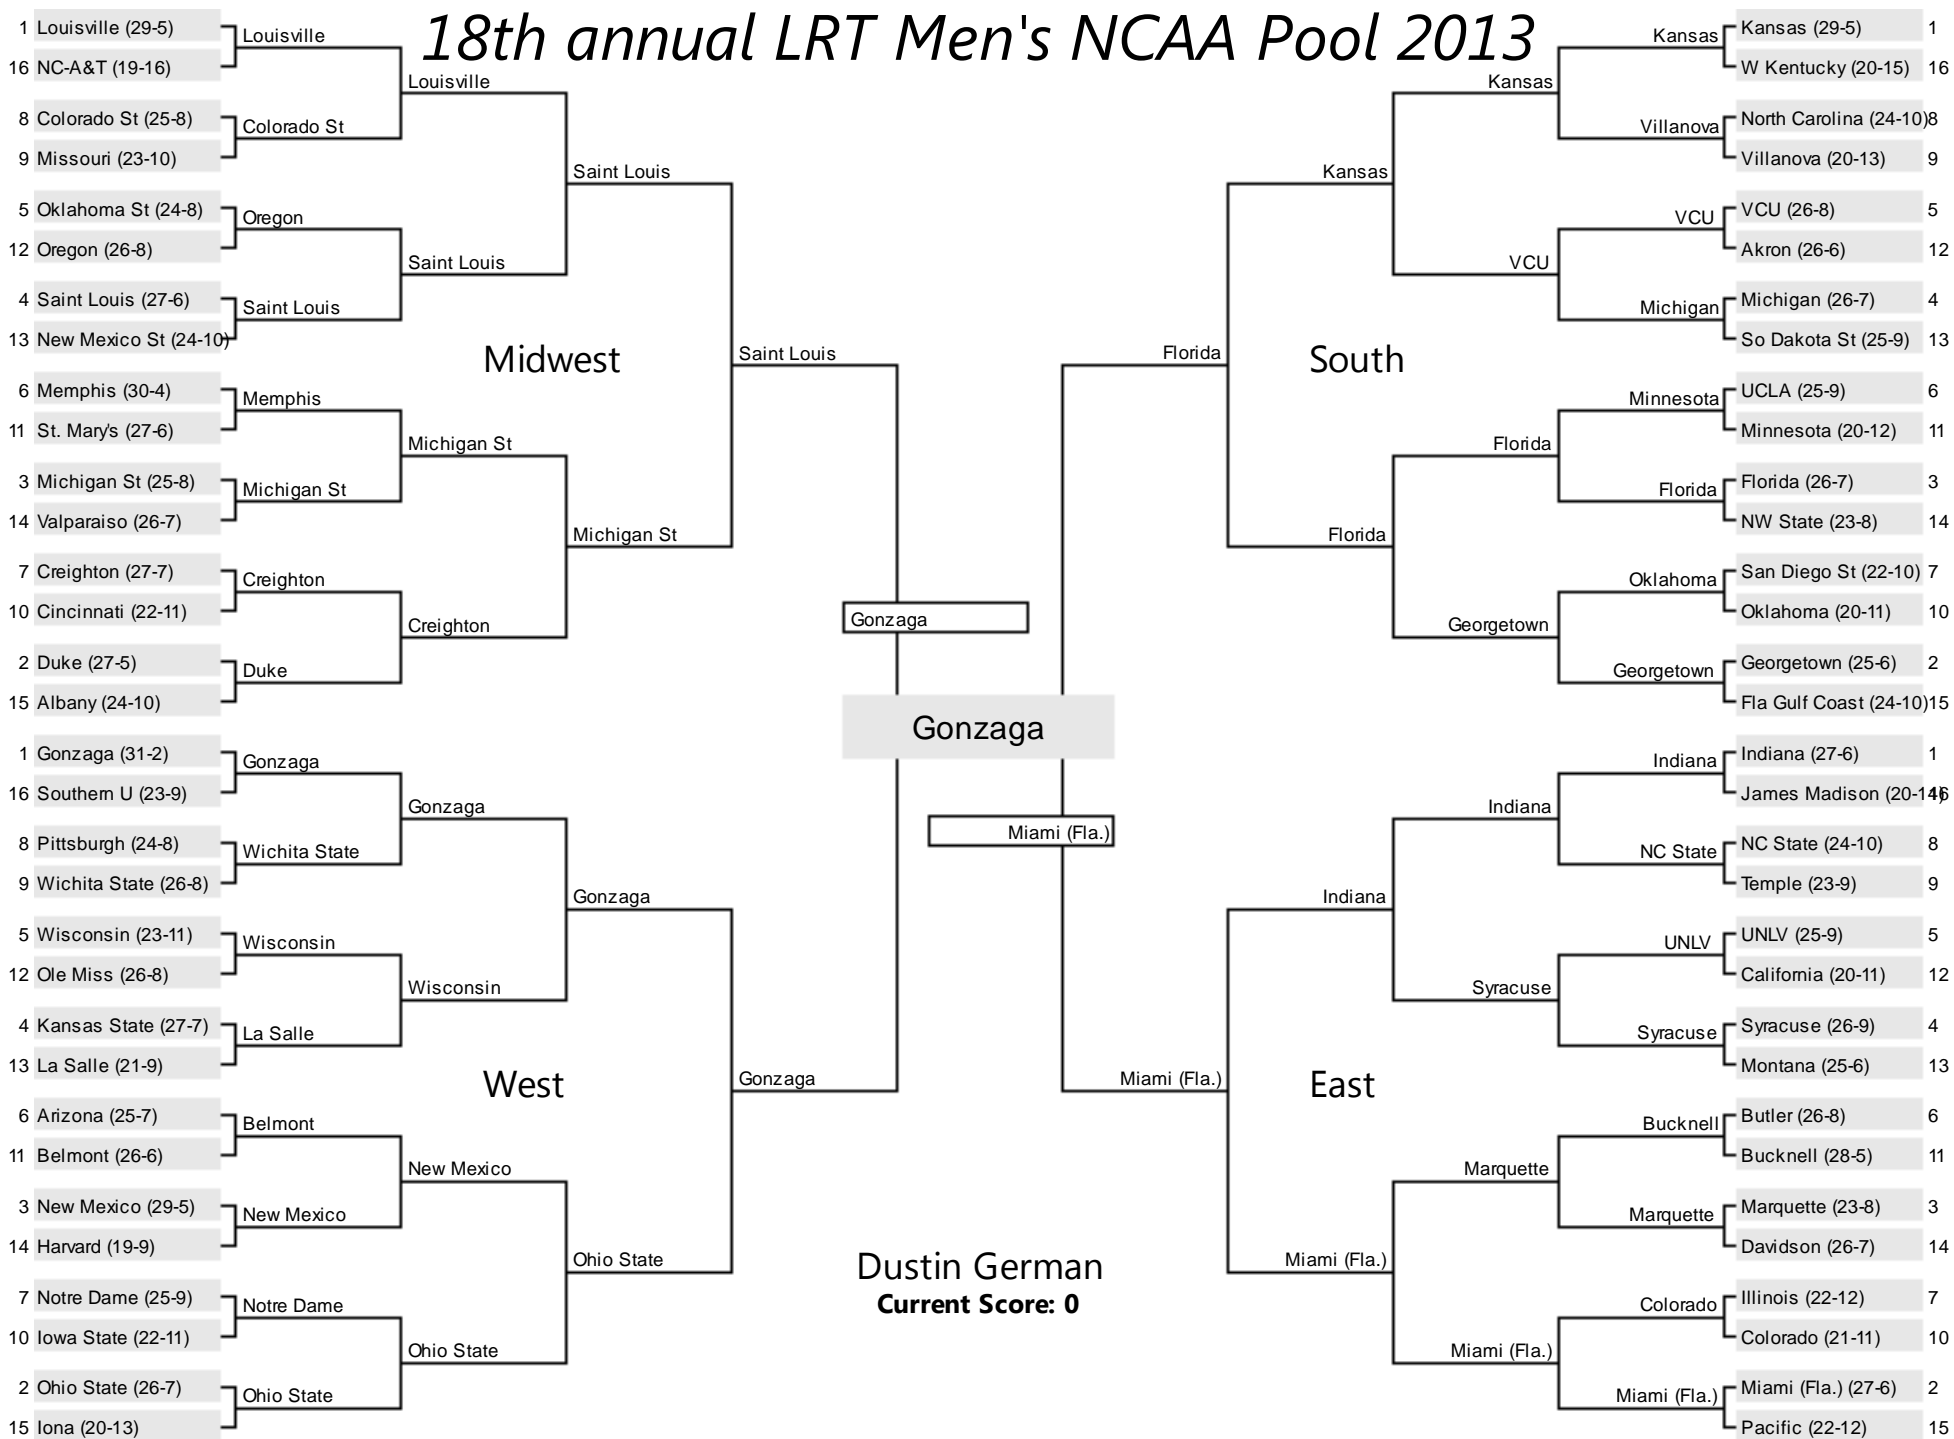 18th annual LRT Men's NCAA Pool 2013
1 Louisville (29-5)
16 NC-A&T (19-16)
8 Colorado St (25-8)
9 Missouri (23-10)
5 Oklahoma St (24-8)
12 Oregon (26-8)
4 Saint Louis (27-6)
13 New Mexico St (24-10)
6 Memphis (30-4)
11 St. Mary's (27-6)
3 Michigan St (25-8)
14 Valparaiso (26-7)
7 Creighton (27-7)
10 Cincinnati (22-11)
2 Duke (27-5)
15 Albany (24-10)
Louisville
Colorado St
Oregon
Saint Louis
Memphis
Michigan St
Creighton
Duke
Louisville
Saint Louis
Michigan St
Creighton
Saint Louis
Michigan St
Midwest
Saint Louis
1 Gonzaga (31-2)
16 Southern U (23-9)
8 Pittsburgh (24-8)
9 Wichita State (26-8)
5 Wisconsin (23-11)
12 Ole Miss (26-8)
4 Kansas State (27-7)
13 La Salle (21-9)
6 Arizona (25-7)
11 Belmont (26-6)
3 New Mexico (29-5)
14 Harvard (19-9)
7 Notre Dame (25-9)
10 Iowa State (22-11)
2 Ohio State (26-7)
15 Iona (20-13)
Gonzaga
Wichita State
Wisconsin
La Salle
Belmont
New Mexico
Notre Dame
Ohio State
Gonzaga
Wisconsin
New Mexico
Ohio State
Gonzaga
Ohio State
West
Gonzaga
Gonzaga
Gonzaga
Miami (Fla.)
Dustin German
Current Score: 0
Kansas (29-5) 1
W Kentucky (20-15) 16
North Carolina (24-10) 8
Villanova (20-13) 9
VCU (26-8) 5
Akron (26-6) 12
Michigan (26-7) 4
So Dakota St (25-9) 13
UCLA (25-9) 6
Minnesota (20-12) 11
Florida (26-7) 3
NW State (23-8) 14
San Diego St (22-10) 7
Oklahoma (20-11) 10
Georgetown (25-6) 2
Fla Gulf Coast (24-10) 15
Kansas
Villanova
VCU
Michigan
Minnesota
Florida
Oklahoma
Georgetown
Kansas
VCU
Florida
Georgetown
Kansas
Florida
South
Florida
Indiana (27-6) 1
James Madison (20-14) 16
NC State (24-10) 8
Temple (23-9) 9
UNLV (25-9) 5
California (20-11) 12
Syracuse (26-9) 4
Montana (25-6) 13
Butler (26-8) 6
Bucknell (28-5) 11
Marquette (23-8) 3
Davidson (26-7) 14
Illinois (22-12) 7
Colorado (21-11) 10
Miami (Fla.) (27-6) 2
Pacific (22-12) 15
Indiana
NC State
UNLV
Syracuse
Bucknell
Marquette
Colorado
Miami (Fla.)
Indiana
Syracuse
Marquette
Miami (Fla.)
Indiana
Miami (Fla.)
East
Miami (Fla.)